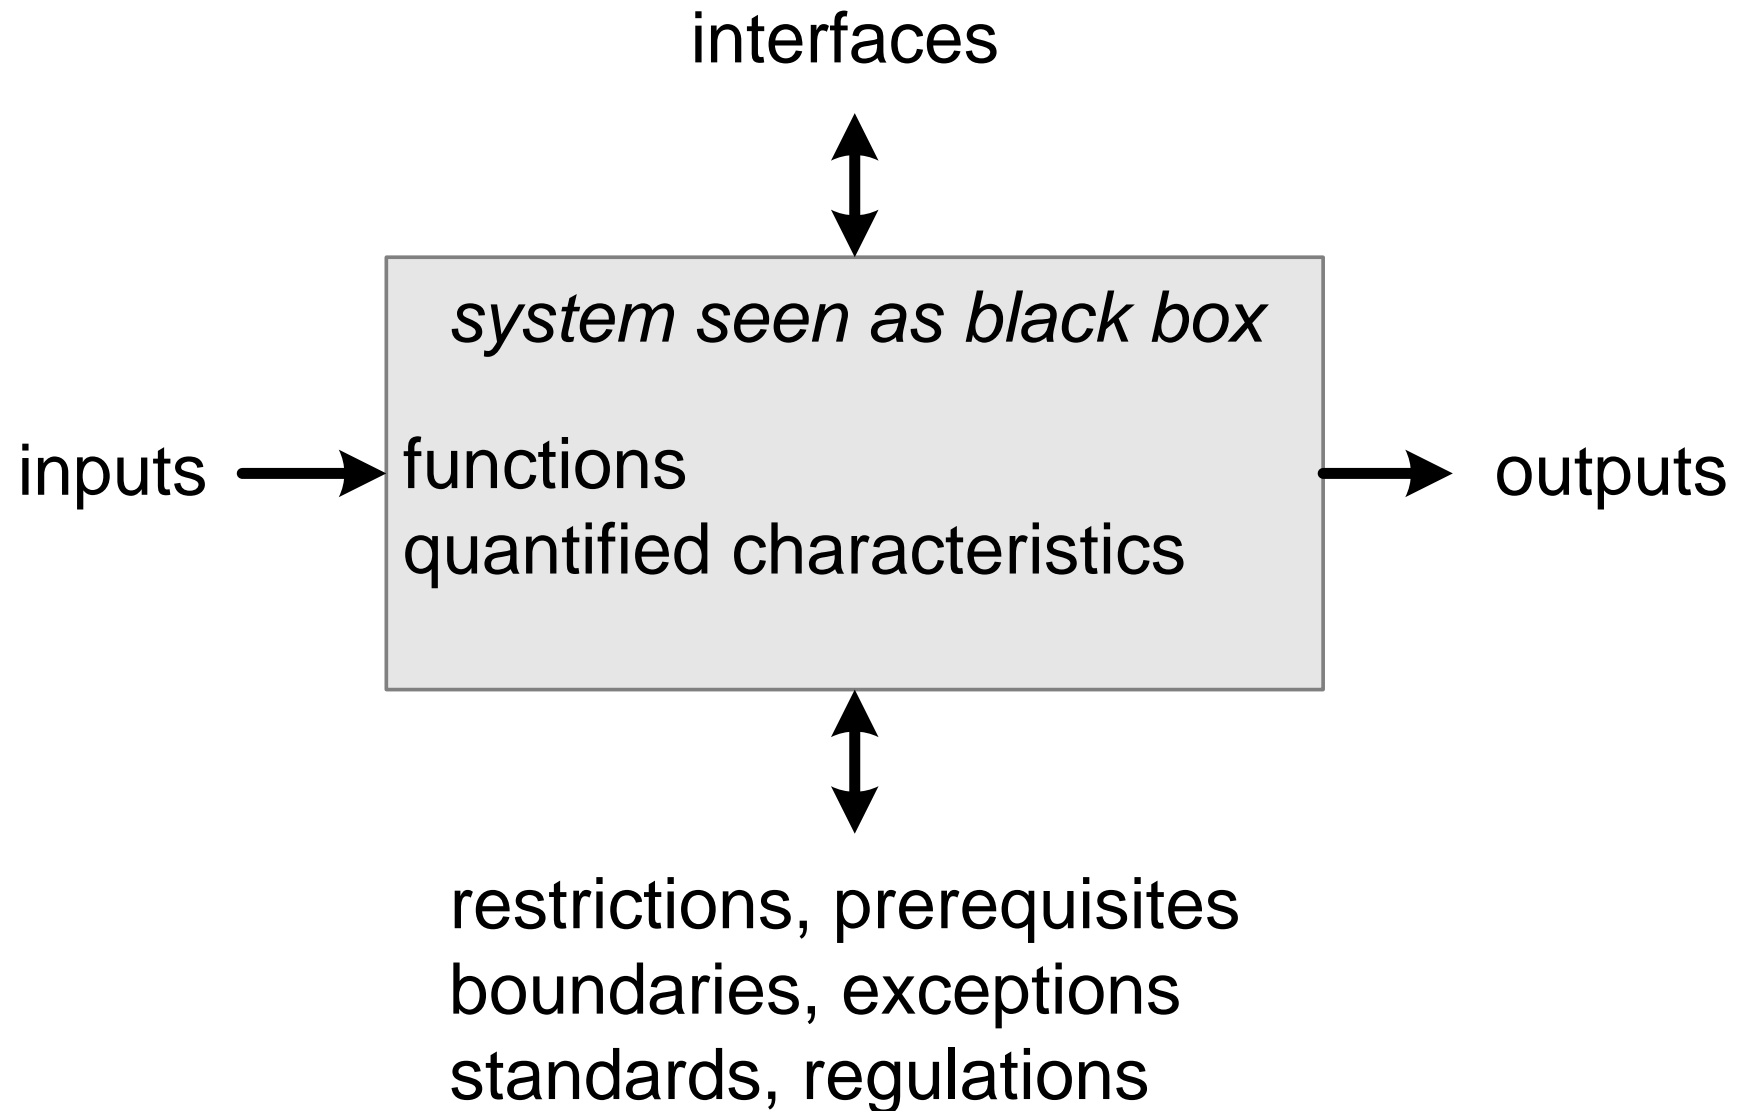 interfaces
system seen as black box
inputs
functions
quantified characteristics
outputs
restrictions, prerequisites
boundaries, exceptions
standards, regulations